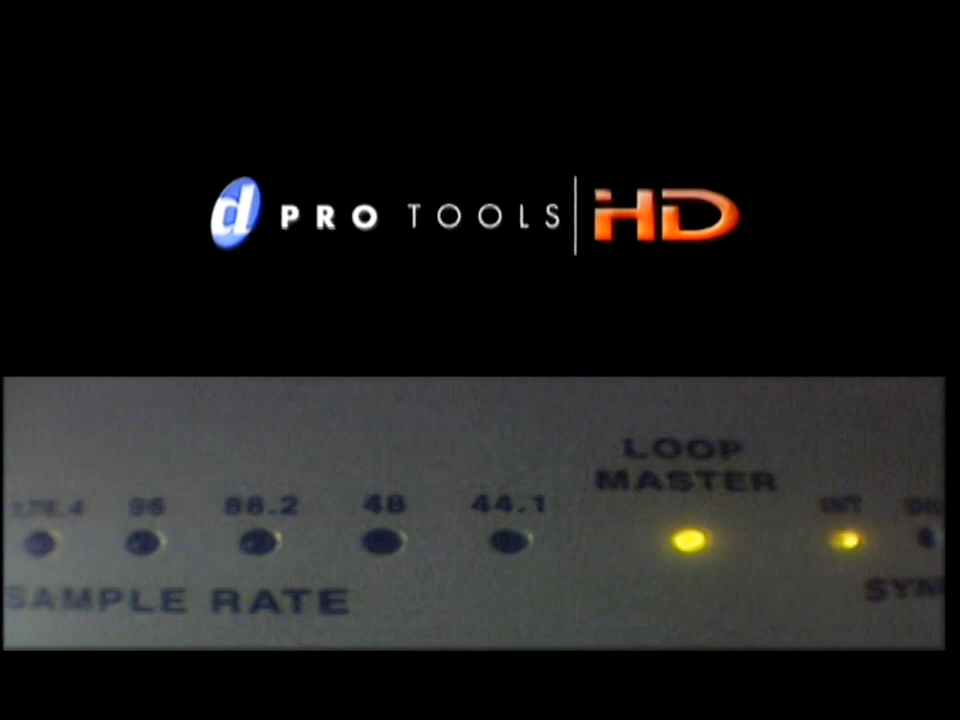 d PRO TOOLS HD
LOOP
MASTER
96 88.2 48 44.1 INT
SAMPLE RATE